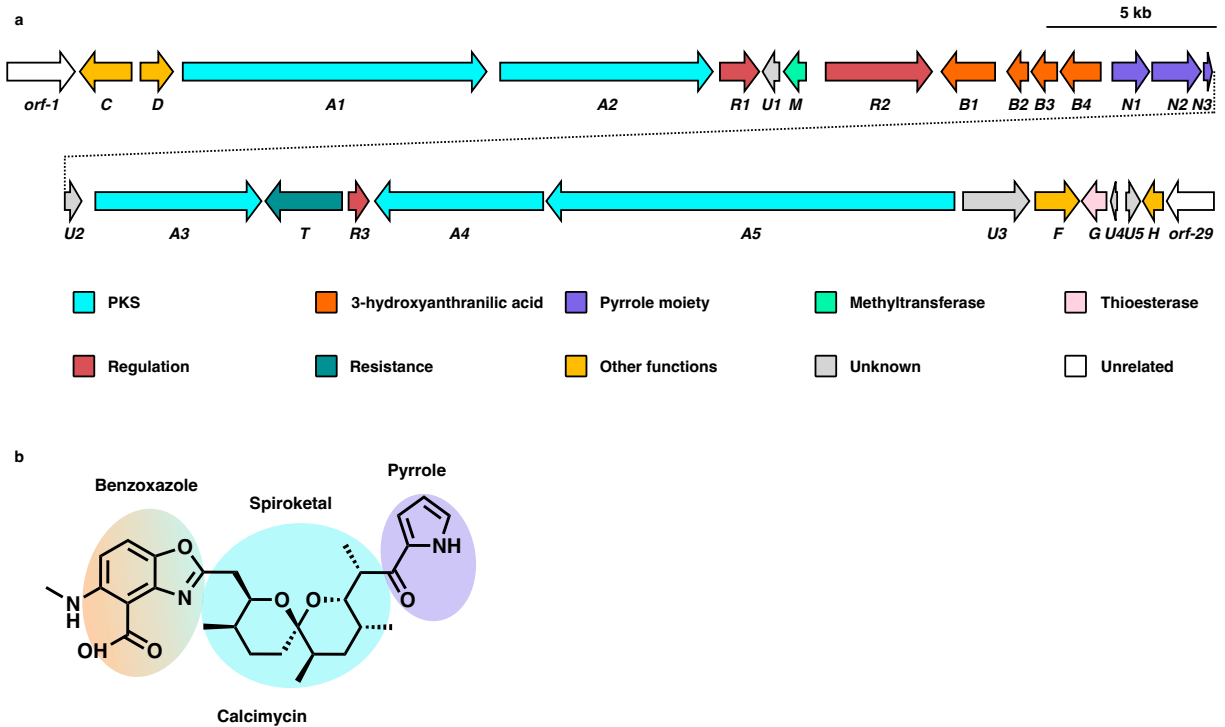 a
5 kb
orf-1 C D A1 A2 R1 U1 M R2 B1 B2 B3 B4 N1 N2 N3
U2 A3 T R3 A4 A5 U3 F G U4 U5 H orf-29
PKS 3-hydroxyanthranilic acid Pyrrole moiety Methyltransferase Thioesterase
Regulation Resistance Other functions Unknown Unrelated
b
Pyrrole
Benzoxazole
Spiroketal
O
NH
N
O O
O
N
H
OH O
Calcimycin